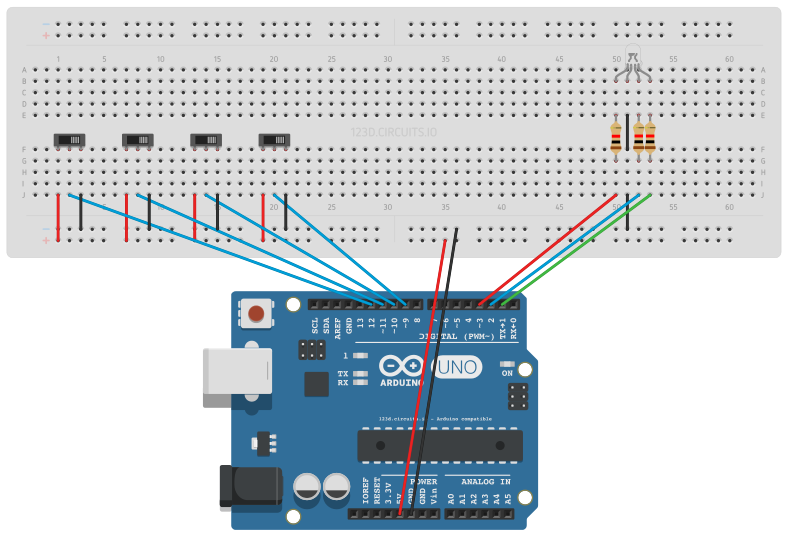 − −
+ +
1 5 10 15 20 25 30 35 40 45 50 55 60
A A
B B
C C
D D
E E
123D.CIRCUITS.IO
F F
G G
H H
I I
J J
5 10 15 20 25 30 35 40 45 50 55 60
− −
+ +
SCL
SDA
AREF
GND
13
12
~11
~10
~9
8
7
~6
~5
4
~3
2
TX→1
RX←0
DIGITAL (PWM~)
1
TX
RX
ARDUINO
UNO
ON
123d.circuits.io - Arduino compatible
POWER
ANALOG IN
IOREF
RESET
3.3V
5V
GND
GND
Vin
A0
A1
A2
A3
A4
A5